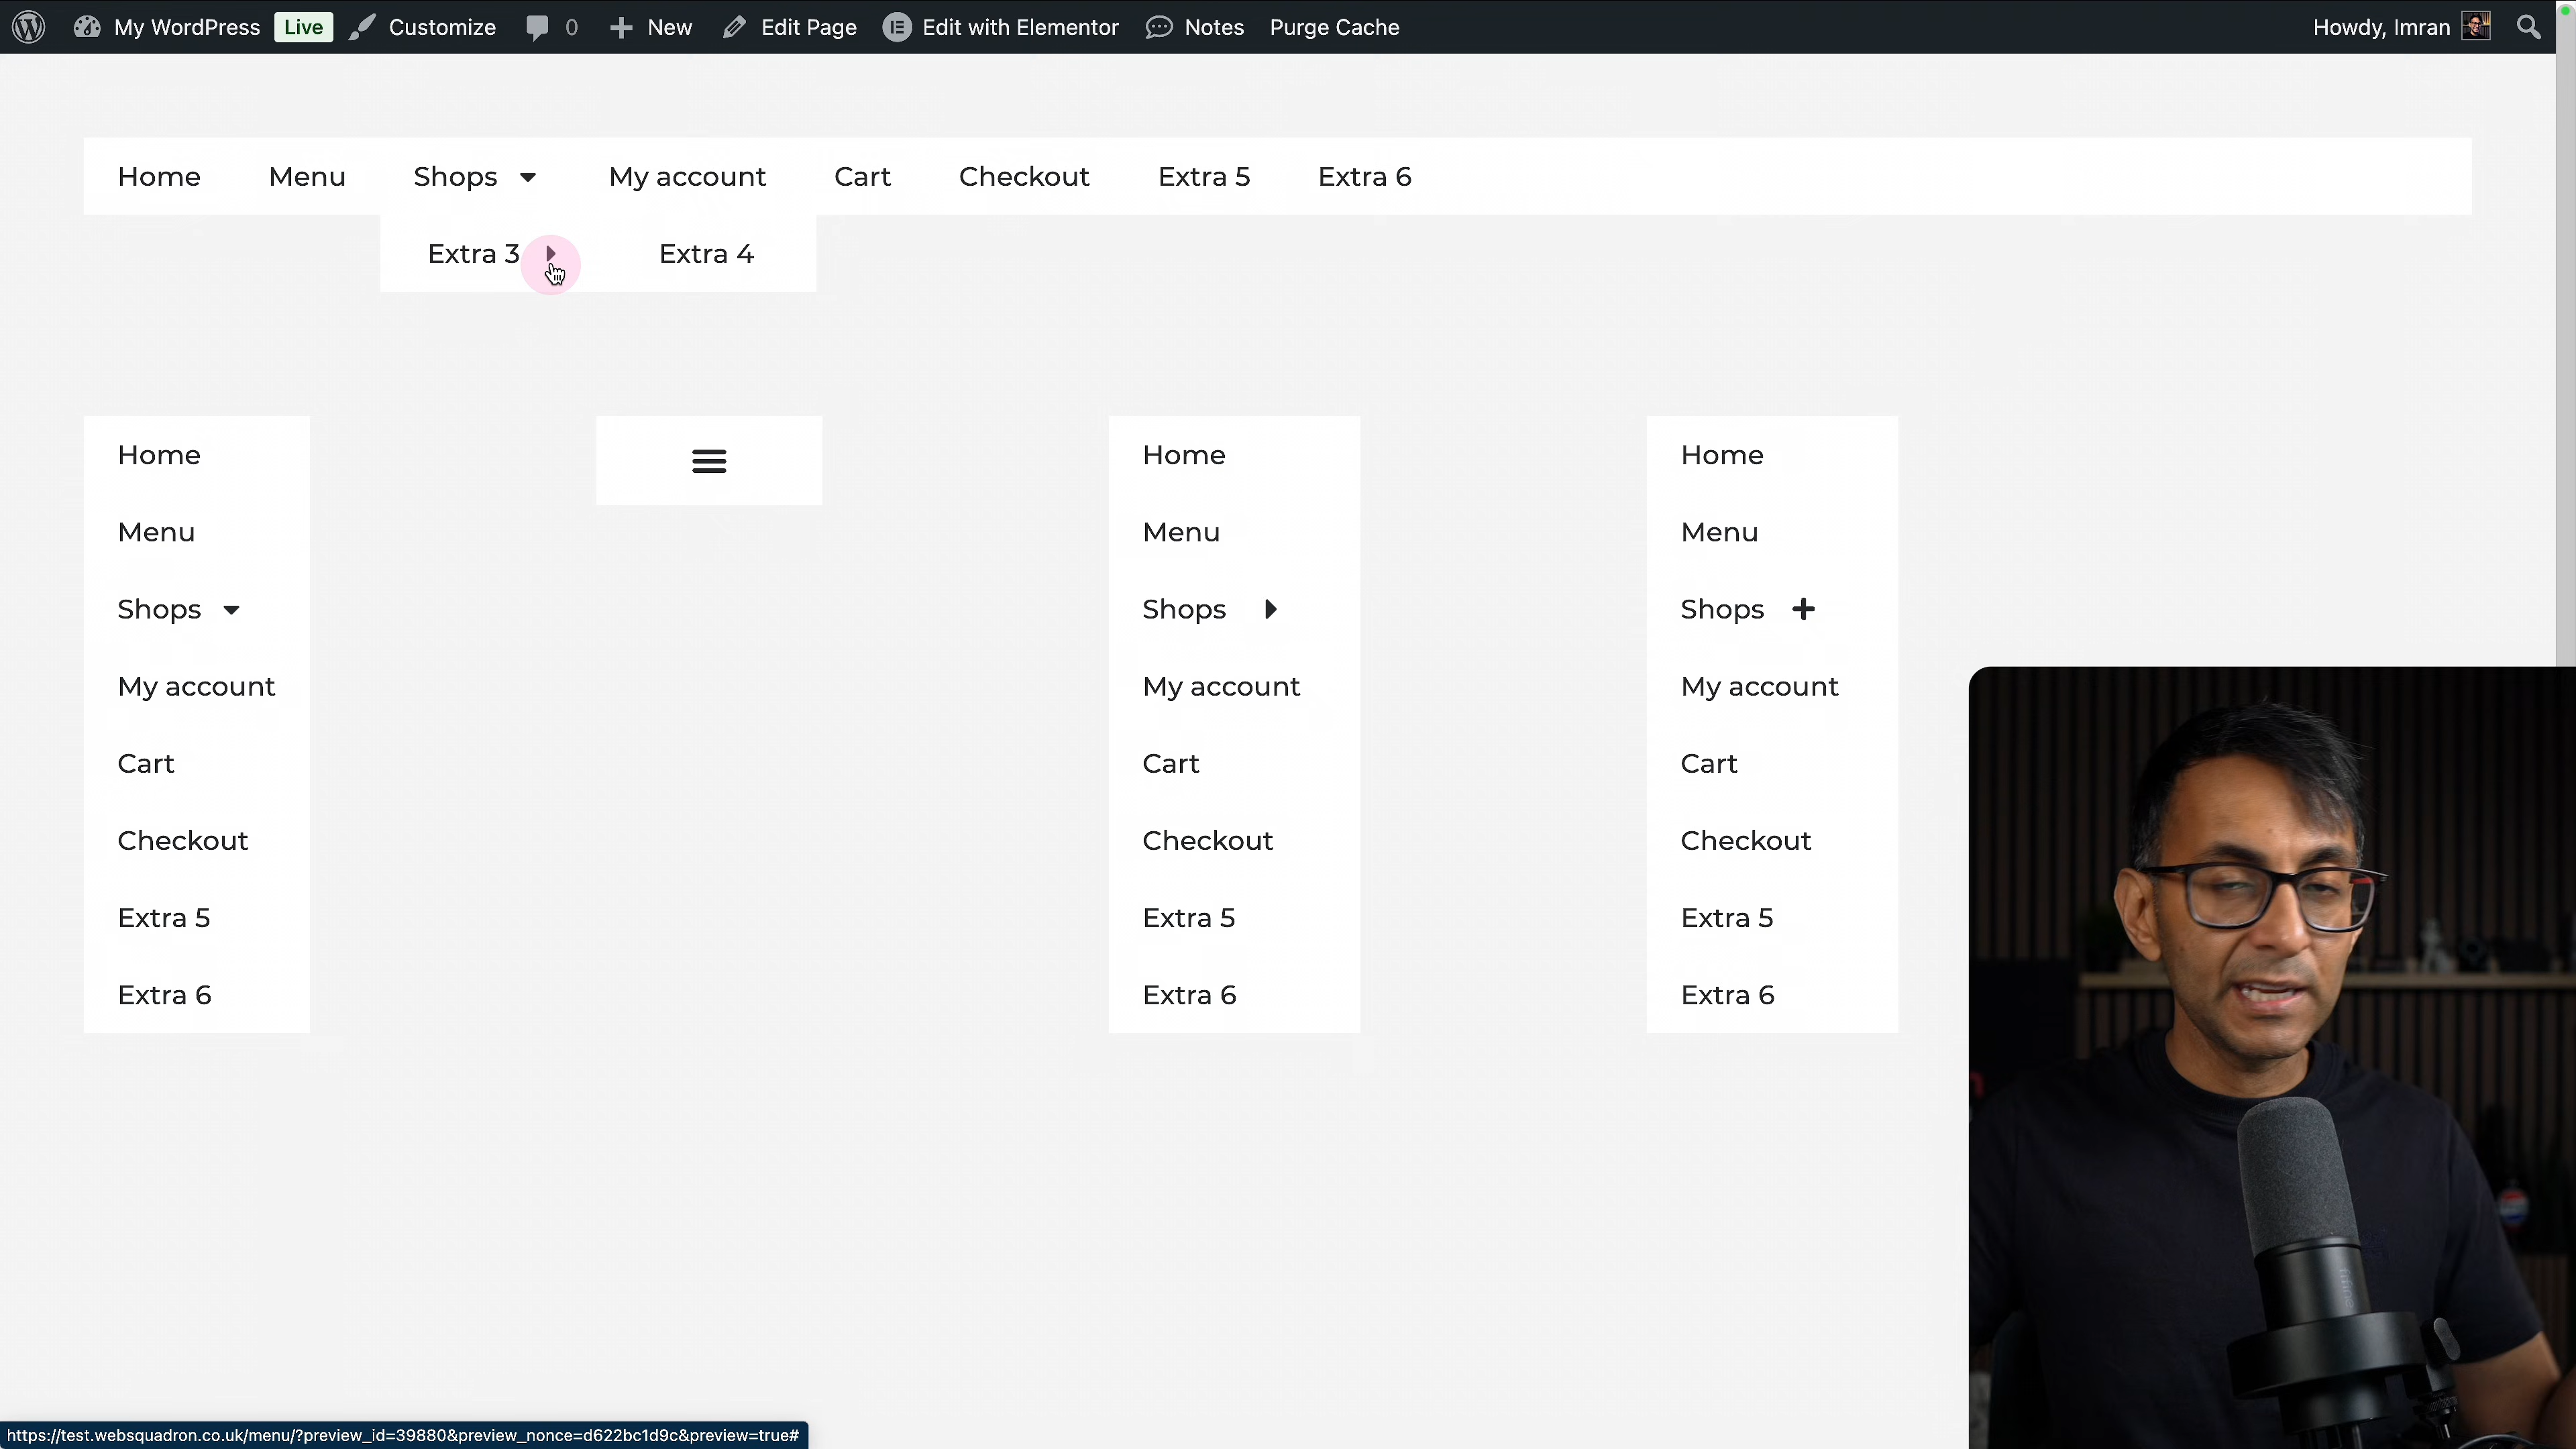 My WordPress Live Customize 0 New Edit Page Edit with Elementor Notes Purge Cache Howdy, Imran
Home Menu Shops My account Cart Checkout Extra 5 Extra 6
Extra 3 Extra 4
Home
Menu
Shops
My account
Cart
Checkout
Extra 5
Extra 6
Home
Menu
Shops
My account
Cart
Checkout
Extra 5
Extra 6
Home
Menu
Shops
My account
Cart
Checkout
Extra 5
Extra 6
https://test.websquadron.co.uk/menu/?preview_id=39880&preview_nonce=d622bc1d9c&preview=true#